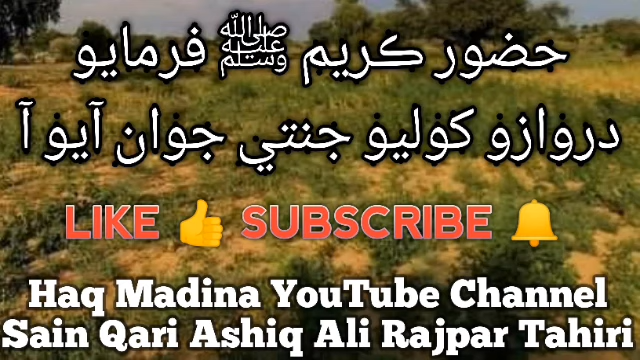 حضور ڪريم ﷺ فرمايو
دروازو کوليو جنتي جوان آيو آ
LIKE 👍 SUBSCRIBE 🔔
Haq Madina YouTube Channel
Sain Qari Ashiq Ali Rajpar Tahiri